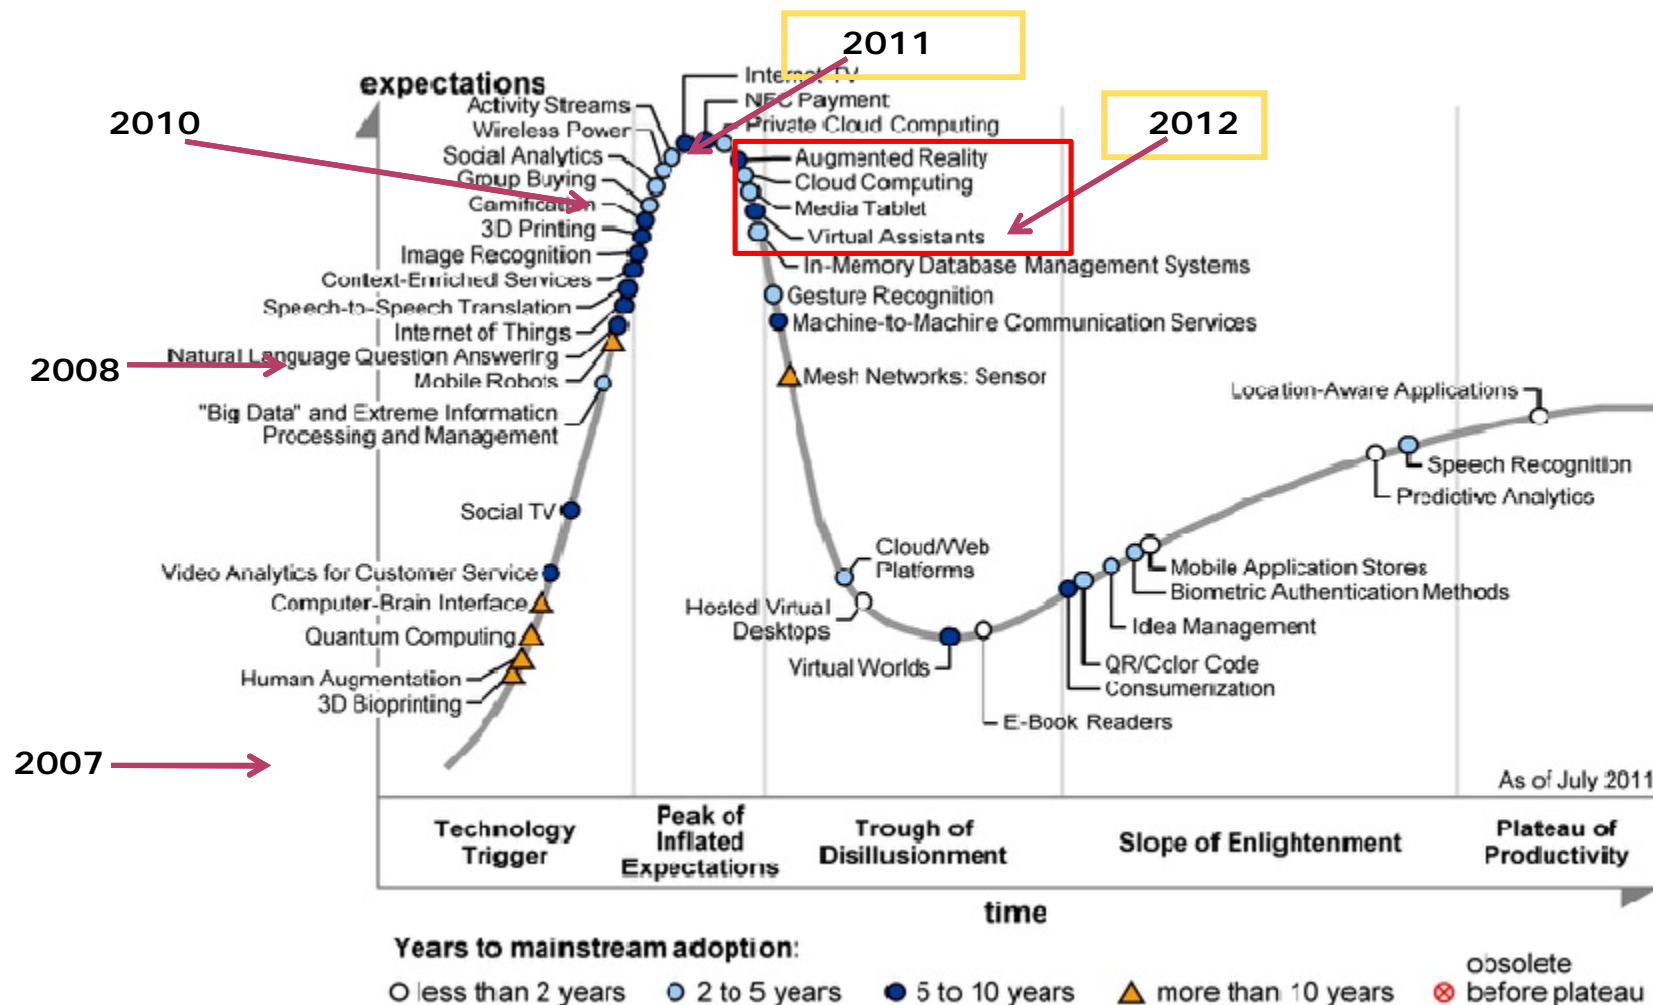 2011
expectations
Internet TV
Activity Streams
NFC Payment
2010
Wireless Power
Private Cloud Computing
2012
Social Analytics
Augmented Reality
Group Buying
Cloud Computing
Gamification
Media Tablet
3D Printing
Virtual Assistants
Image Recognition
In-Memory Database Management Systems
Context-Enriched Services
Gesture Recognition
Speech-to-Speech Translation
Internet of Things
Machine-to-Machine Communication Services
Natural Language Question Answering
2008
Mobile Robots
Mesh Networks: Sensor
Location-Aware Applications
"Big Data" and Extreme Information
Processing and Management
Speech Recognition
Predictive Analytics
Social TV
Cloud/Web
Platforms
Video Analytics for Customer Service
Mobile Application Stores
Computer-Brain Interface
Biometric Authentication Methods
Hosted Virtual
Desktops
Quantum Computing
Idea Management
Virtual Worlds
QR/Color Code
Human Augmentation
Consumerization
3D Bioprinting
E-Book Readers
2007
As of July 2011
Technology
Trigger
Peak of
Inflated
Expectations
Trough of
Disillusionment
Slope of Enlightenment
Plateau of
Productivity
time
Years to mainstream adoption:
less than 2 years
2 to 5 years
5 to 10 years
more than 10 years
obsolete
before plateau